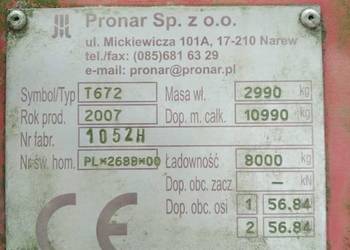 Pronar Sp. z o.o.
ul. Mickiewicza 101A, 17-210 Narew
tel./fax: (085)681 63 29
e-mail: pronar@pronar.pl
Symbol/Typ T672 Masa wł. 2990 kg
Rok prod. 2007 Dop. m. całk. 10990 kg
Nr fabr. 1052H
Nr św. hom. PL*2688*00 Ładowność 8000 kg
Dop. obc. zacz — kN
Dop. obc. osi 1 56.84
2 56.84
CE